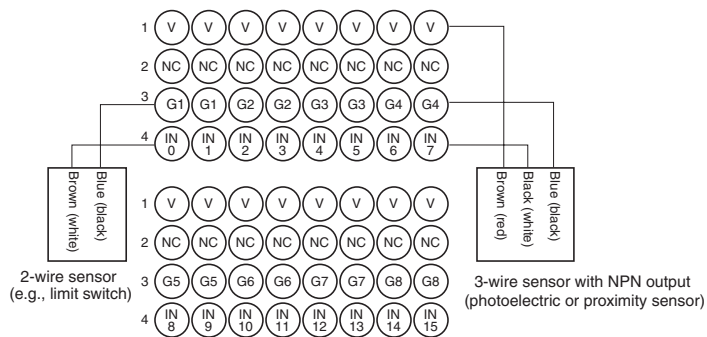 1 V V V V V V V V
2 NC NC NC NC NC NC NC NC
3 G1 G1 G2 G2 G3 G3 G4 G4
4 IN 0 IN 1 IN 2 IN 3 IN 4 IN 5 IN 6 IN 7
Brown (white)
Blue (black)
Brown (red)
Black (white)
Blue (black)
1 V V V V V V V V
2 NC NC NC NC NC NC NC NC
3 G5 G5 G6 G6 G7 G7 G8 G8
4 IN 8 IN 9 IN 10 IN 11 IN 12 IN 13 IN 14 IN 15
2-wire sensor
(e.g., limit switch)
3-wire sensor with NPN output
(photoelectric or proximity sensor)